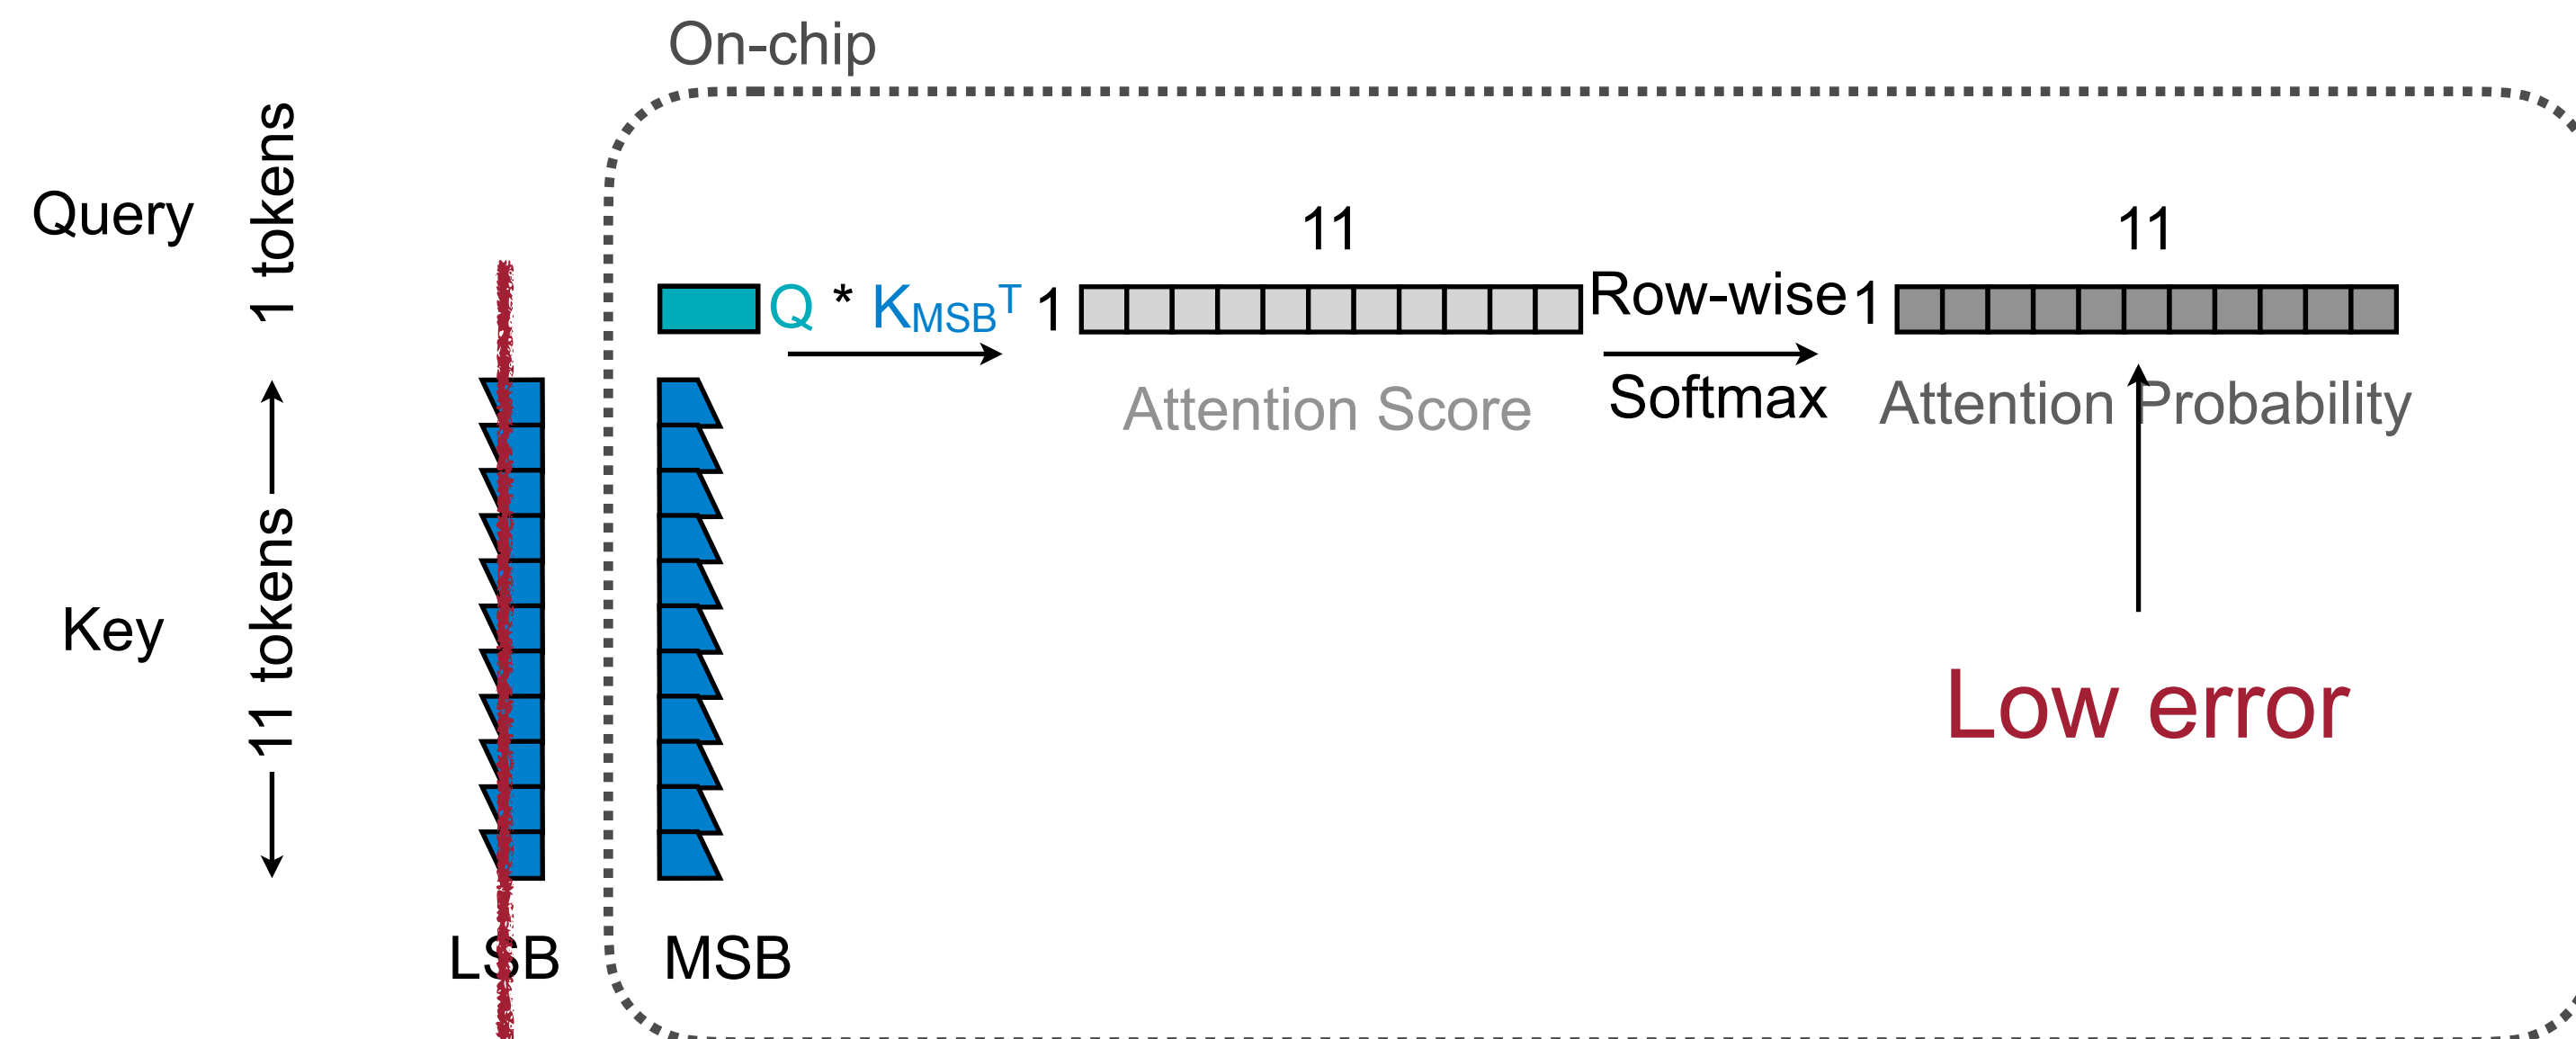 On-chip
Query
1 tokens
Q * K_MSB^T
1
11
Attention Score
Row-wise
Softmax
1
11
Attention Probability
Low error
Key
11 tokens
LSB
MSB